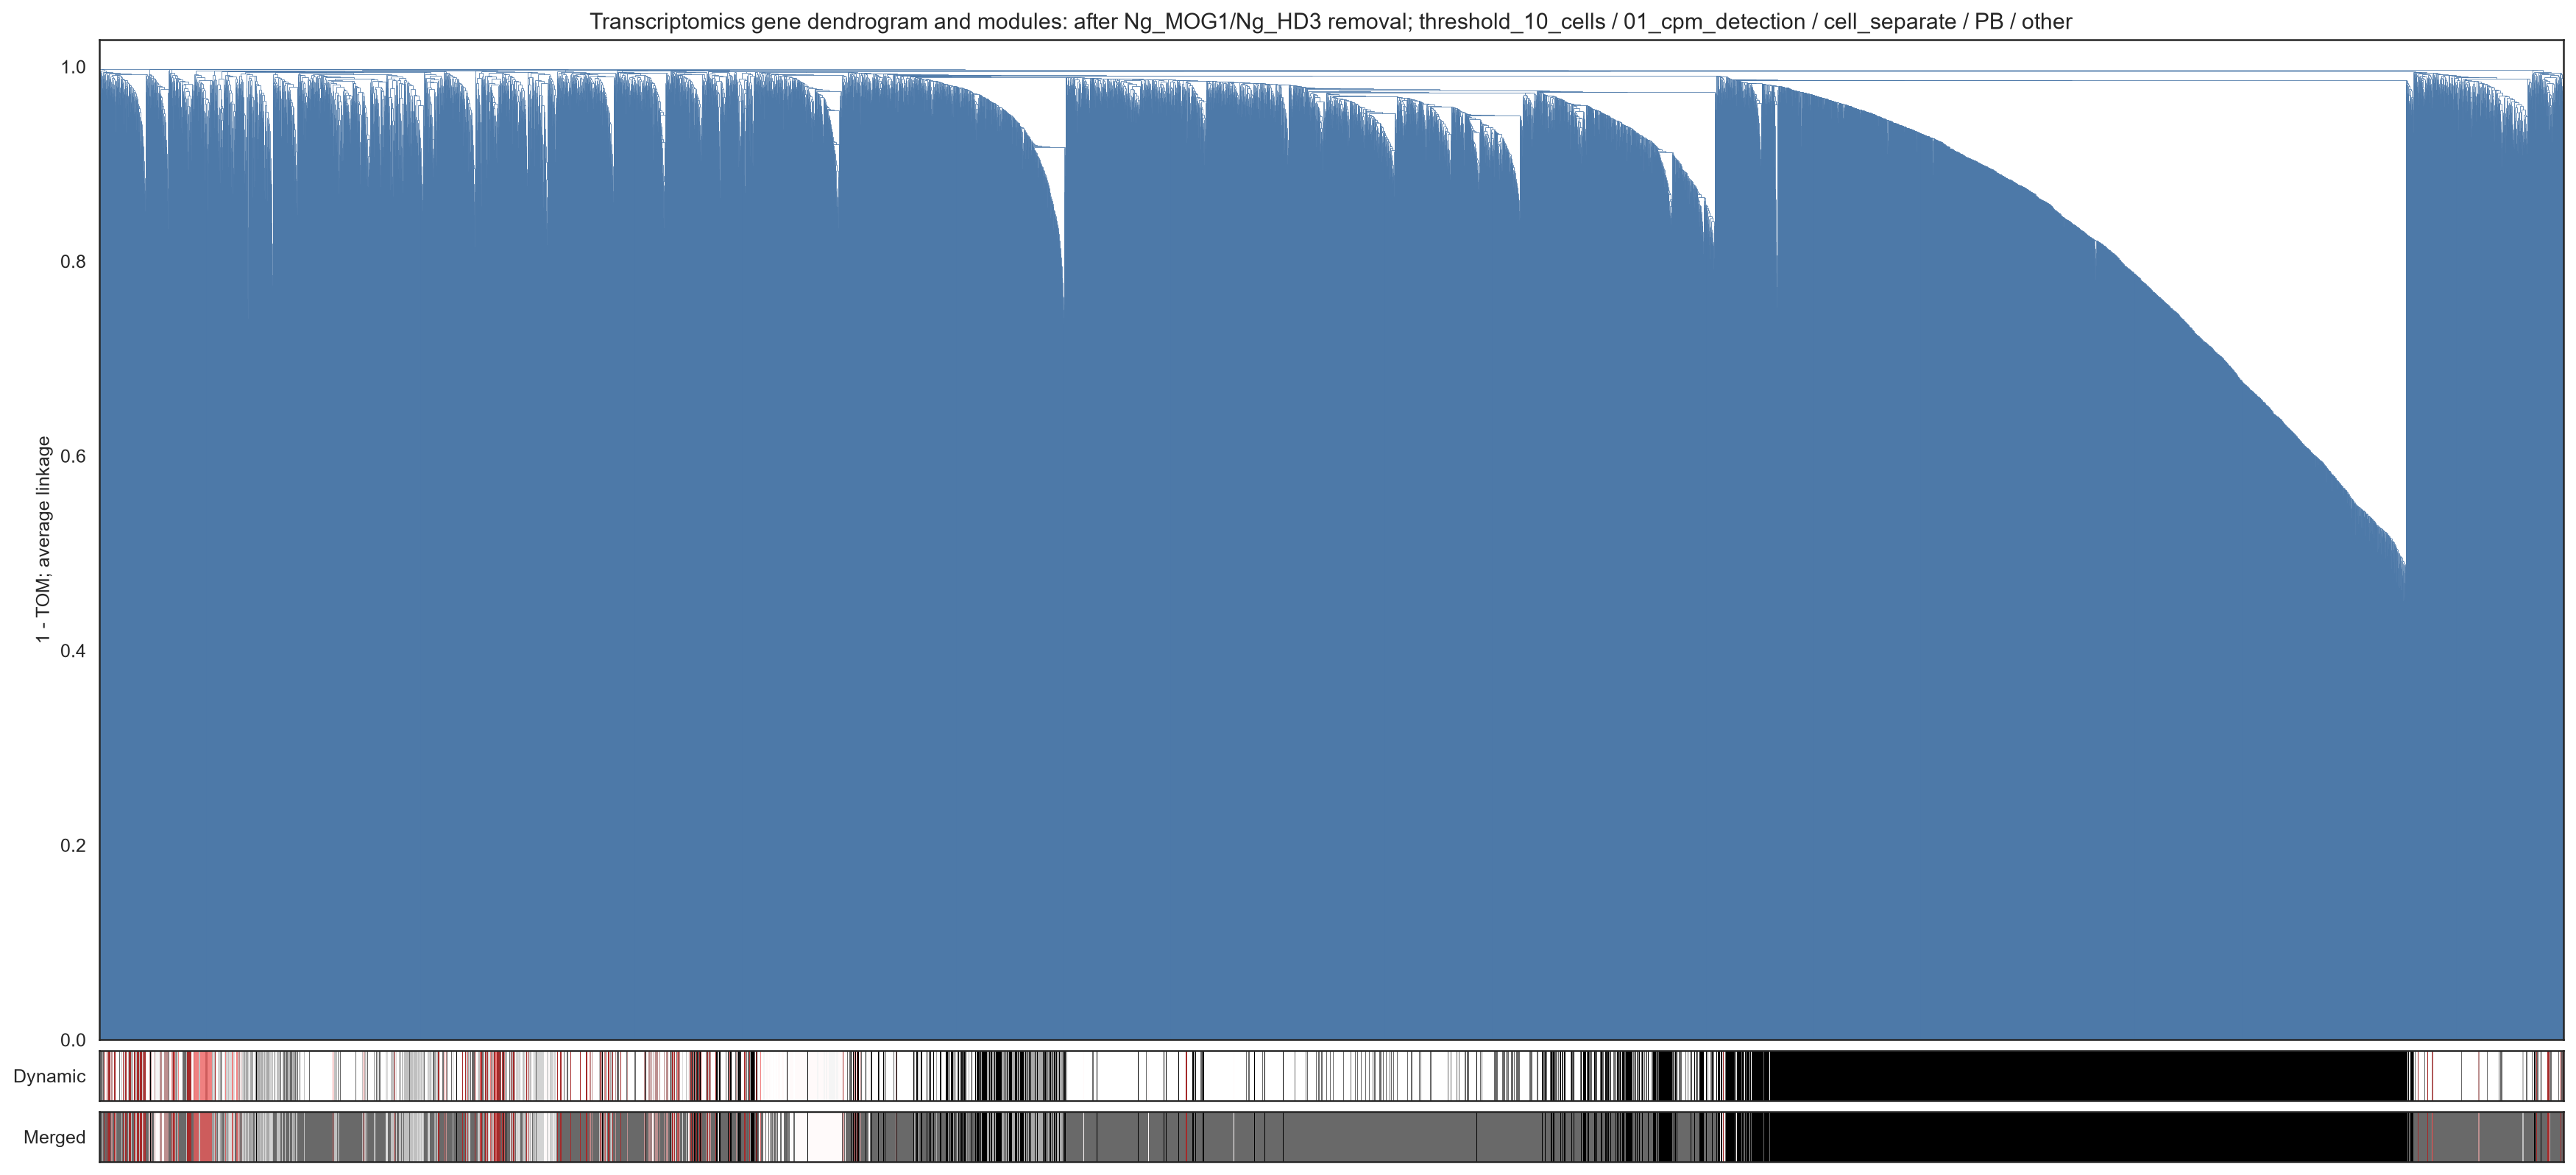 Transcriptomics gene dendrogram and modules: after Ng_MOG1/Ng_HD3 removal; threshold_10_cells / 01_cpm_detection / cell_separate / PB / other
1.0
0.8
0.6
0.4
0.2
0.0
1 - TOM; average linkage
Dynamic
Merged